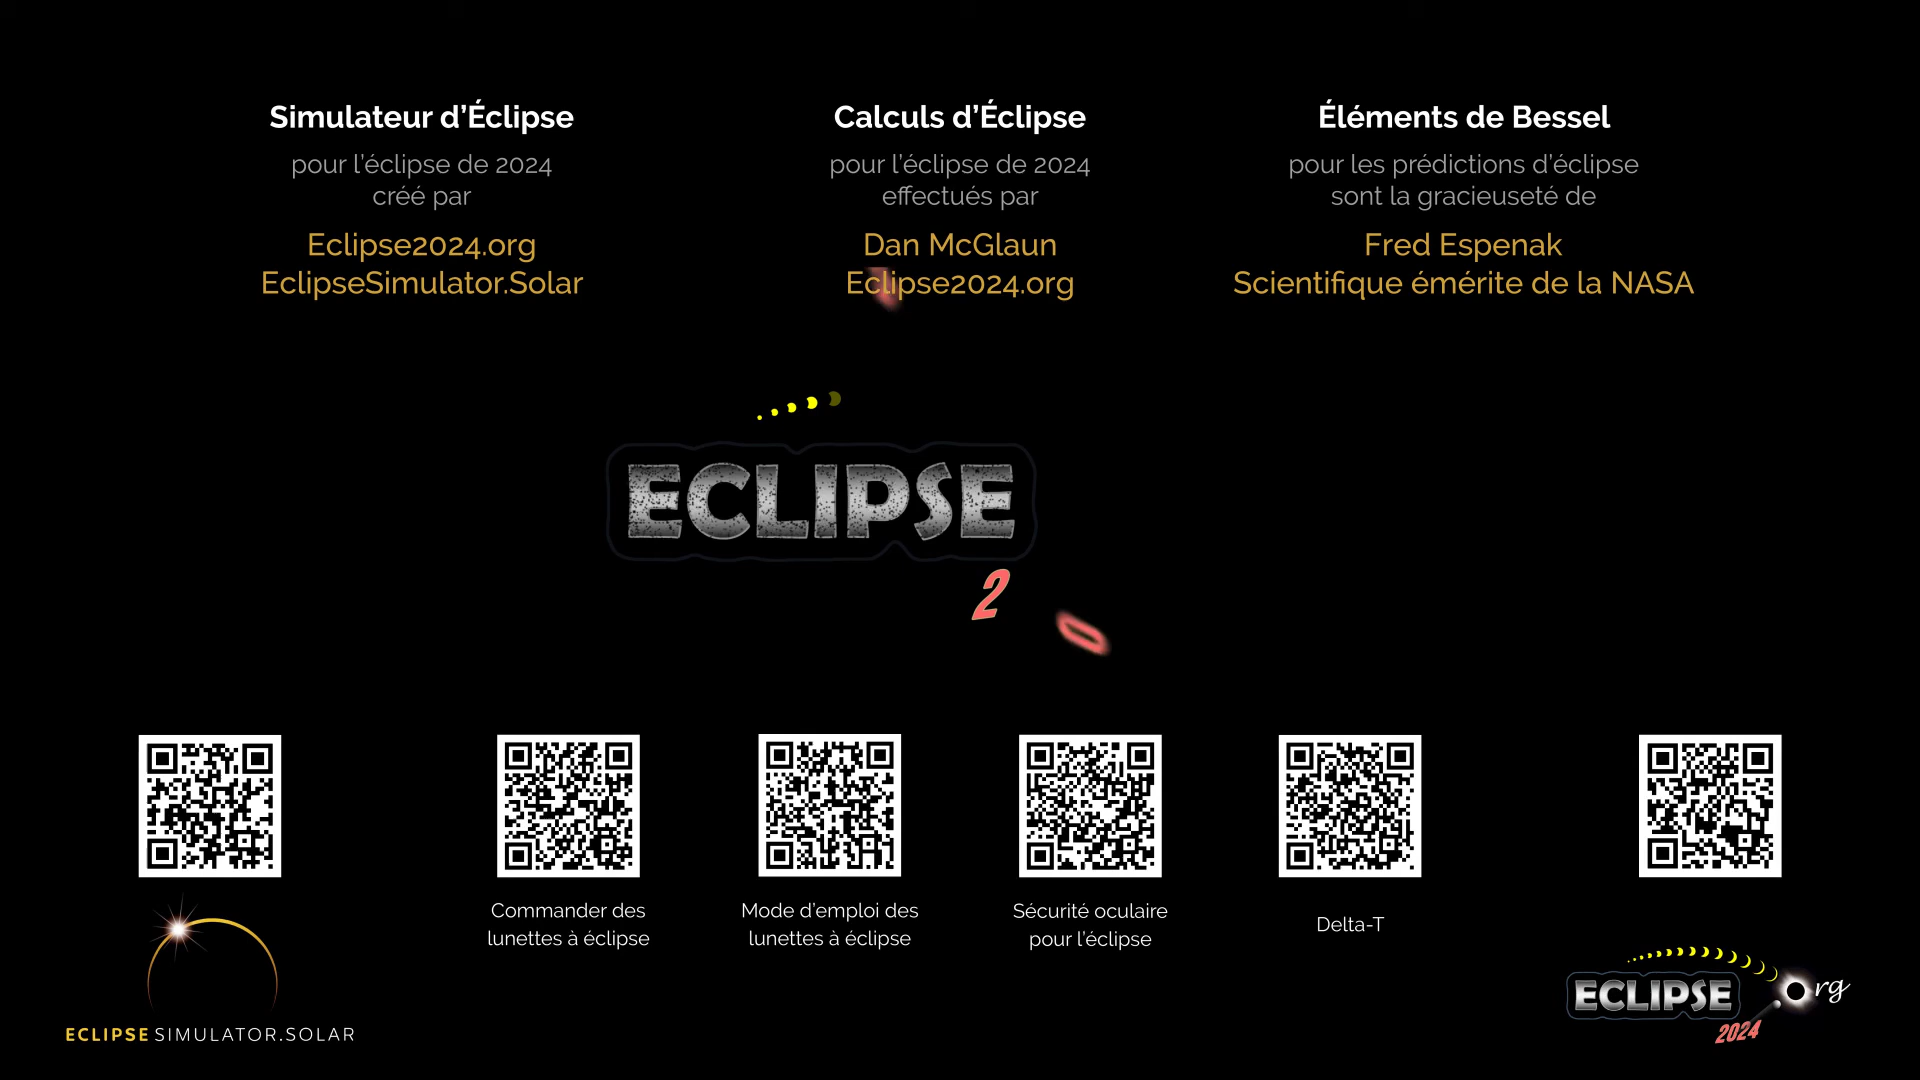 Simulateur d’Éclipse
pour l’éclipse de 2024
créé par
Eclipse2024.org
EclipseSimulator.Solar
Calculs d’Éclipse
pour l’éclipse de 2024
effectués par
Dan McGlaun
Eclipse2024.org
Éléments de Bessel
pour les prédictions d’éclipse
sont la gracieuseté de
Fred Espenak
Scientifique émérite de la NASA
ECLIPSE
2
0
Commander des
lunettes à éclipse
Mode d’emploi des
lunettes à éclipse
Sécurité oculaire
pour l’éclipse
Delta-T
ECLIPSESIMULATOR.SOLAR
ECLIPSE rg
2024